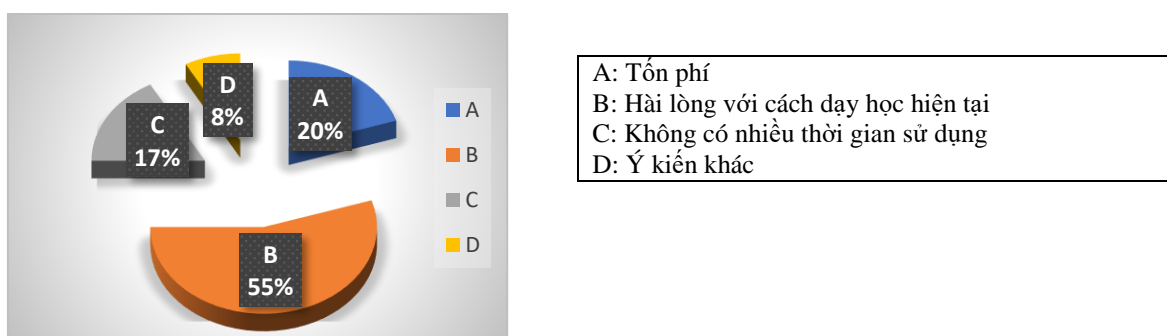 D
8%
A
20%
C
17%
B
55%
A
B
C
D
A: Tốn phí
B: Hài lòng với cách dạy học hiện tại
C: Không có nhiều thời gian sử dụng
D: Ý kiến khác